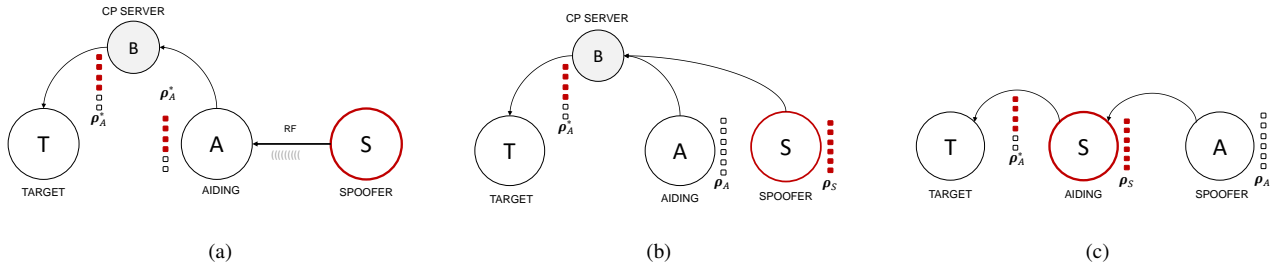 CP SERVER
B
ρ*A
ρ*A
T
A
RF
S
TARGET
AIDING
SPOOFER
(a)
CP SERVER
B
ρ*A
T
A
ρA
S
ρS
TARGET
AIDING
SPOOFER
(b)
T
ρ*A
S
ρS
A
ρA
TARGET
AIDING
SPOOFER
(c)